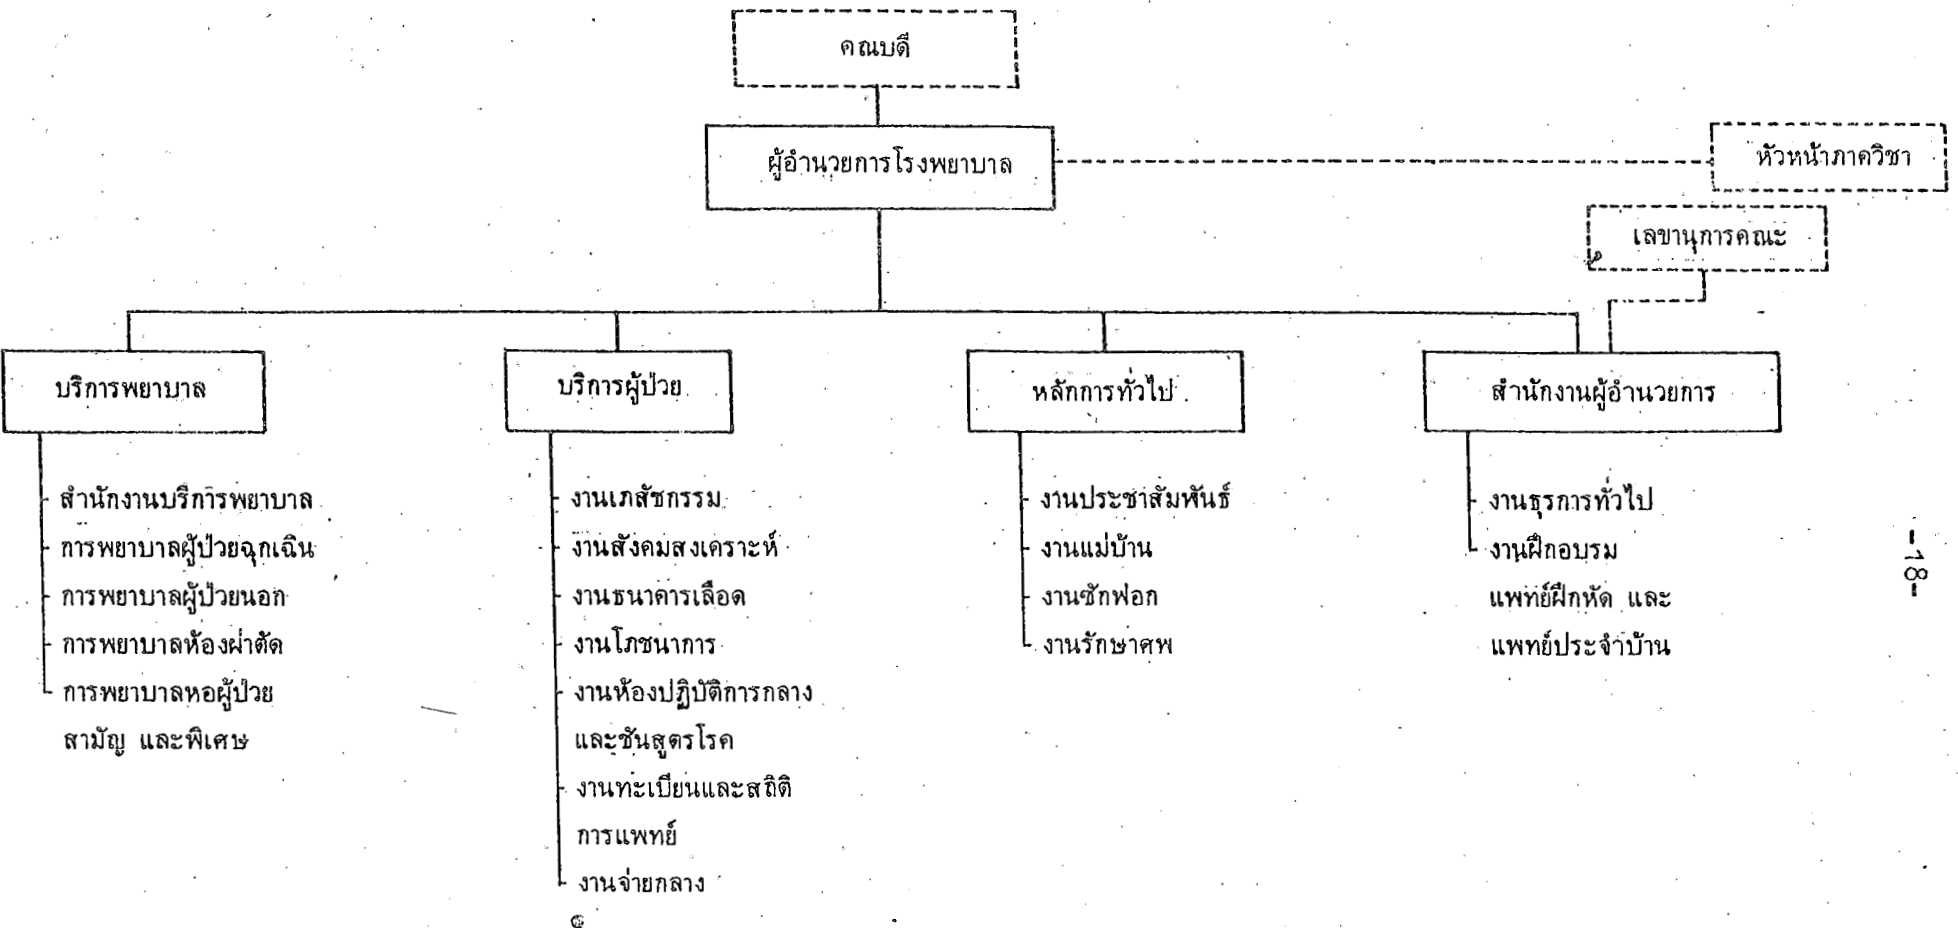 คณบดี
ผู้อำนวยการโรงพยาบาล
หัวหน้าภาควิชา
เลขานุการคณะ
บริการพยาบาล
สำนักงานบริการพยาบาล
การพยาบาลผู้ป่วยฉุกเฉิน
การพยาบาลผู้ป่วยนอก
การพยาบาลห้องผ่าตัด
การพยาบาลหอผู้ป่วย
สามัญ และพิเศษ
บริการผู้ป่วย
งานเภสัชกรรม
งานสังคมสงเคราะห์
งานธนาคารเลือด
งานโภชนาการ
งานห้องปฏิบัติการกลาง
และชันสูตรโรค
งานทะเบียนและสถิติ
การแพทย์
งานจ่ายกลาง
หลักการทั่วไป
งานประชาสัมพันธ์
งานแม่บ้าน
งานซักฟอก
งานรักษาศพ
สำนักงานผู้อำนวยการ
งานธุรการทั่วไป
งานฝึกอบรม
แพทย์ฝึกหัด และ
แพทย์ประจำบ้าน
-18-